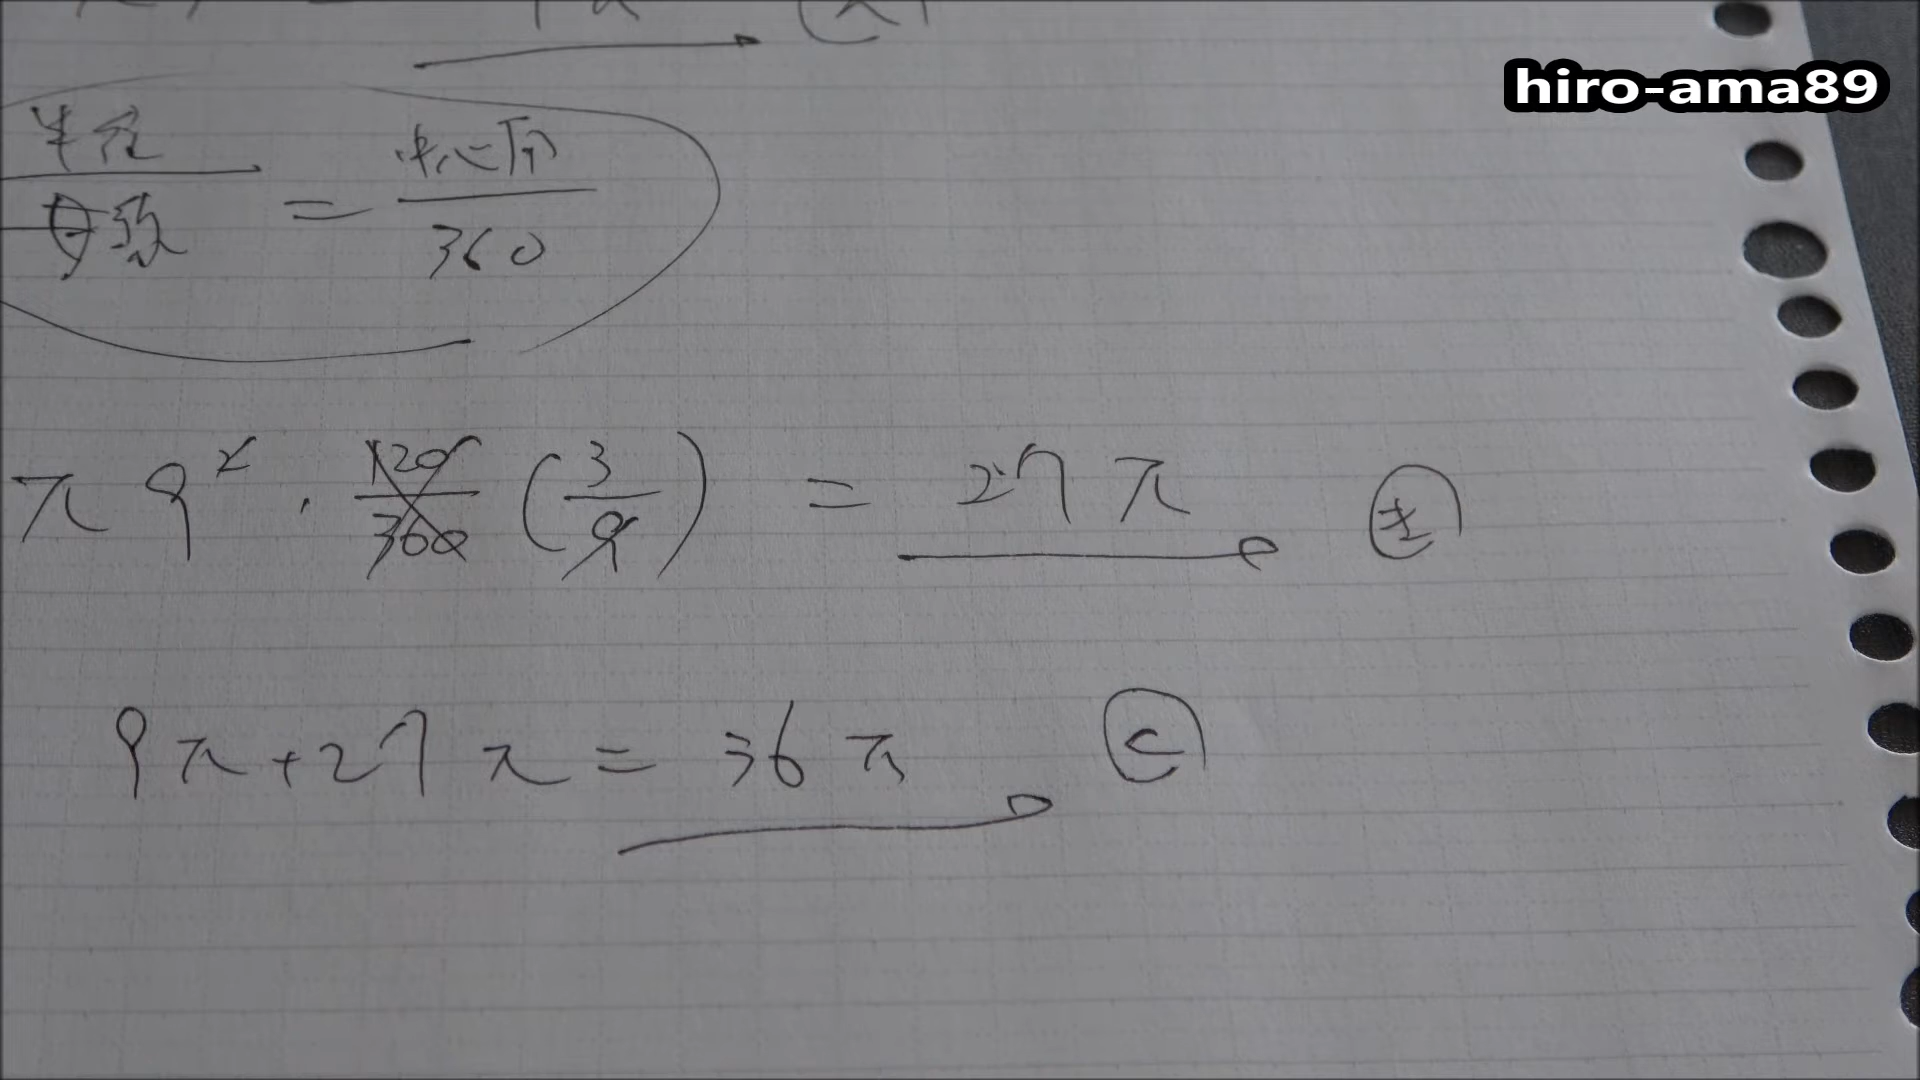 hiro-ama89
半径/母線 = 中心角/360
π9² · 120/360 (3/9) = 27π
9π+27π = 36π